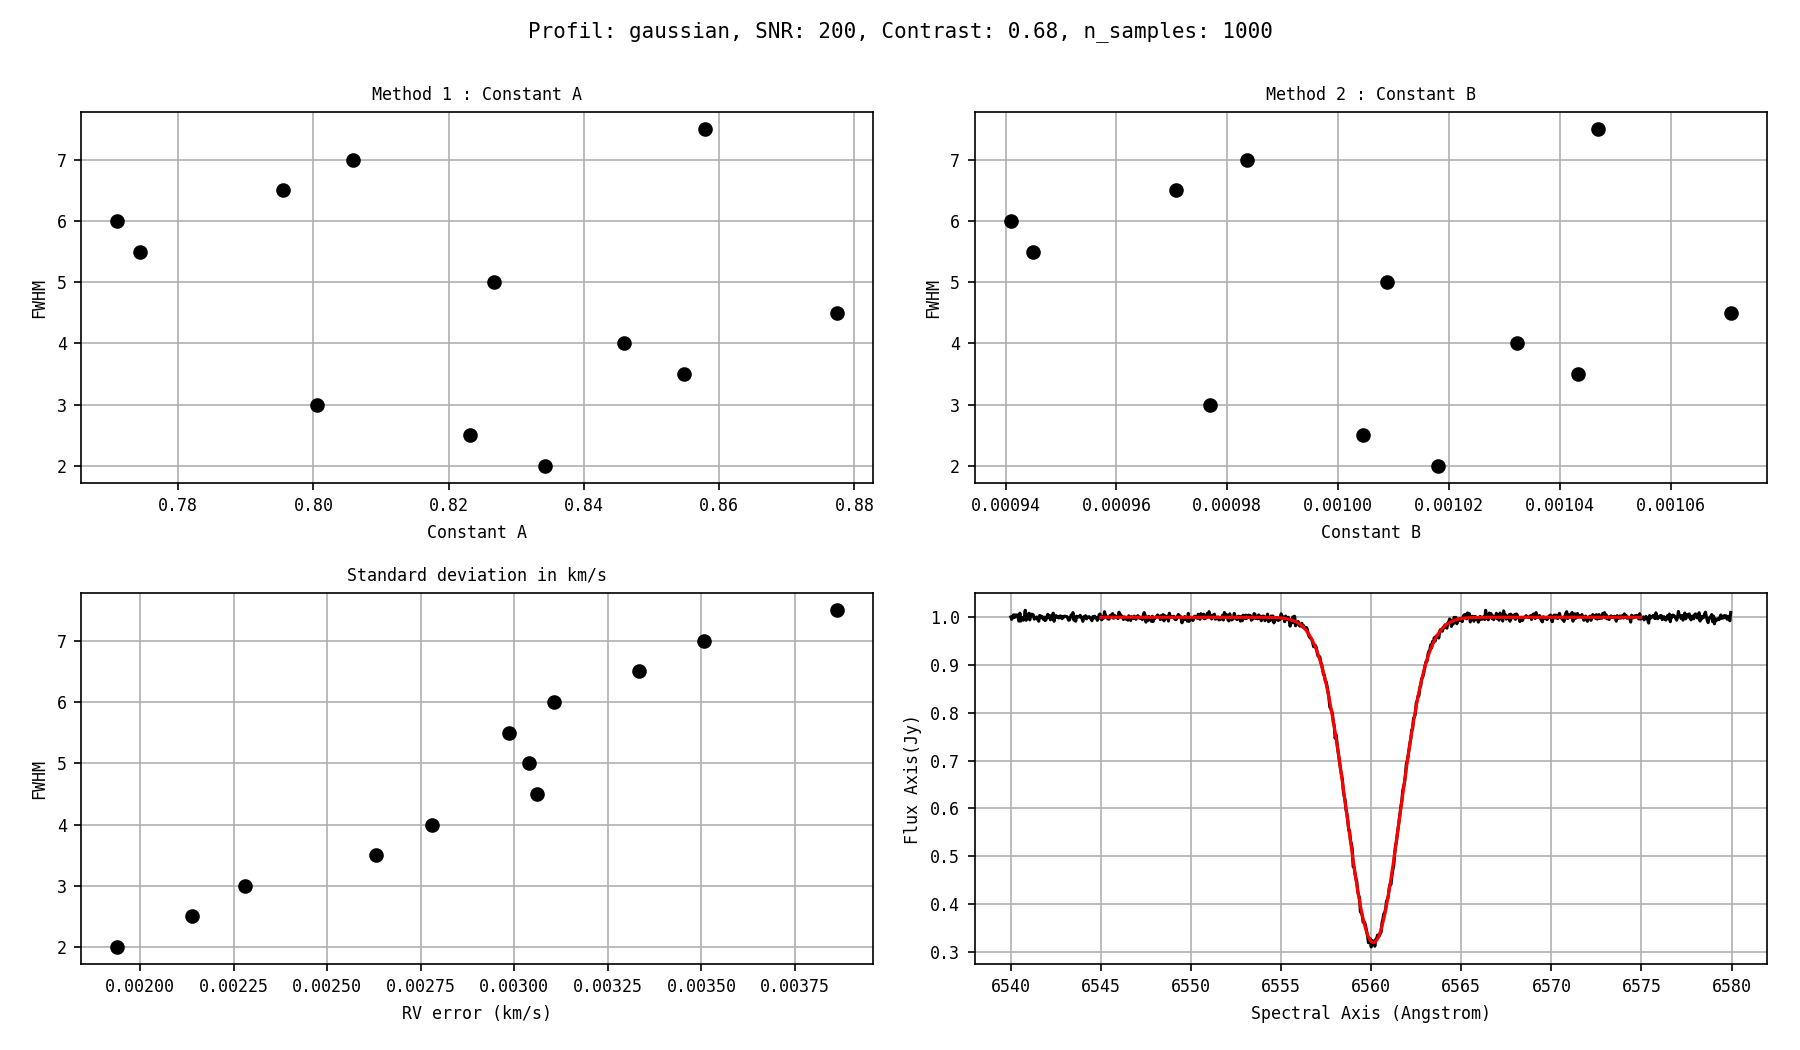 Profil: gaussian, SNR: 200, Contrast: 0.68, n_samples: 1000
Method 1 : Constant A
FWHM
7
6
5
4
3
2
0.78 0.80 0.82 0.84 0.86 0.88
Constant A
Method 2 : Constant B
FWHM
7
6
5
4
3
2
0.00094 0.00096 0.00098 0.00100 0.00102 0.00104 0.00106
Constant B
Standard deviation in km/s
FWHM
7
6
5
4
3
2
0.00200 0.00225 0.00250 0.00275 0.00300 0.00325 0.00350 0.00375
RV error (km/s)
Flux Axis(Jy)
1.0
0.9
0.8
0.7
0.6
0.5
0.4
0.3
6540 6545 6550 6555 6560 6565 6570 6575 6580
Spectral Axis (Angstrom)